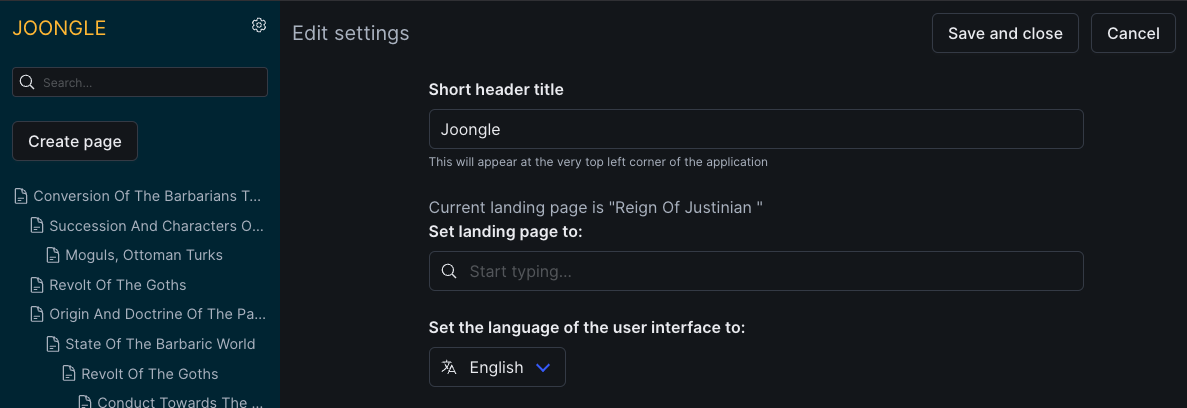 JOONGLE
Search...
Create page
Conversion Of The Barbarians T...
Succession And Characters O...
Moguls, Ottoman Turks
Revolt Of The Goths
Origin And Doctrine Of The Pa...
State Of The Barbaric World
Revolt Of The Goths
Conduct Towards The ...
Edit settings
Save and close
Cancel
Short header title
Joongle
This will appear at the very top left corner of the application
Current landing page is "Reign Of Justinian "
Set landing page to:
Start typing...
Set the language of the user interface to:
English